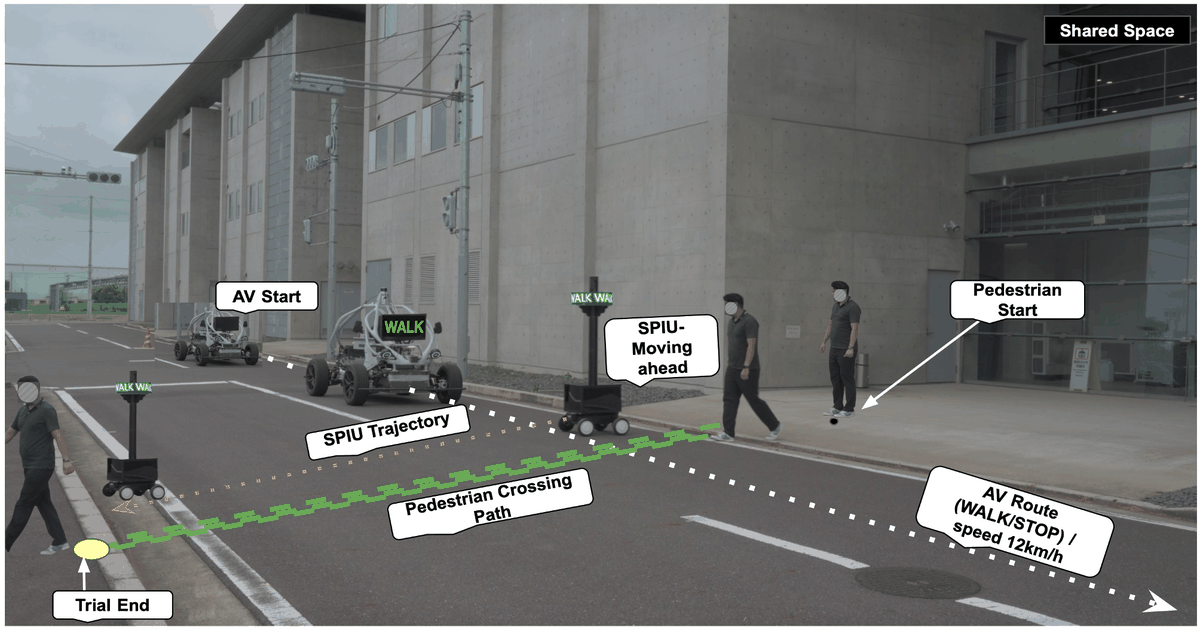 Shared Space
AV Start
WALK
WALK WAL
SPIU-
Moving
ahead
Pedestrian
Start
WALK WAL
SPIU Trajectory
Pedestrian Crossing
Path
AV Route
(WALK/STOP) /
speed 12km/h
Trial End